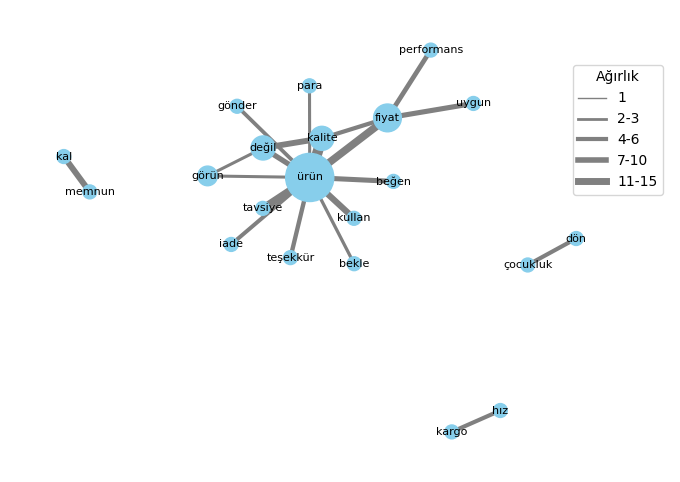 performans
Ağırlık
para
1
uygun
gönder
fiyat
2-3
kalite
4-6
değil
kal
7-10
görün
ürün
beğen
11-15
memnun
tavsiye
kullan
iade
dön
teşekkür
bekle
çocukluk
hız
kargo